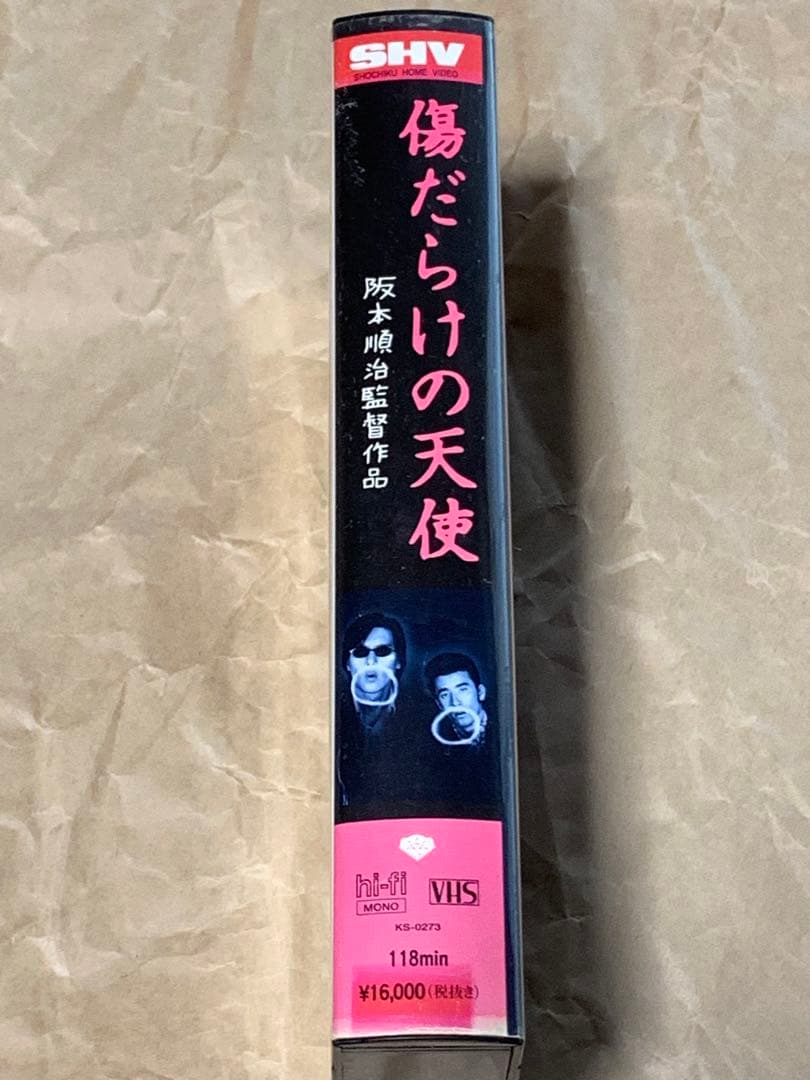 SHV
SHOCHIKU HOME VIDEO
傷だらけの天使
阪本順治監督作品
hi-fi
MONO
VHS
KS-0273
118min
¥16,000(税抜き)